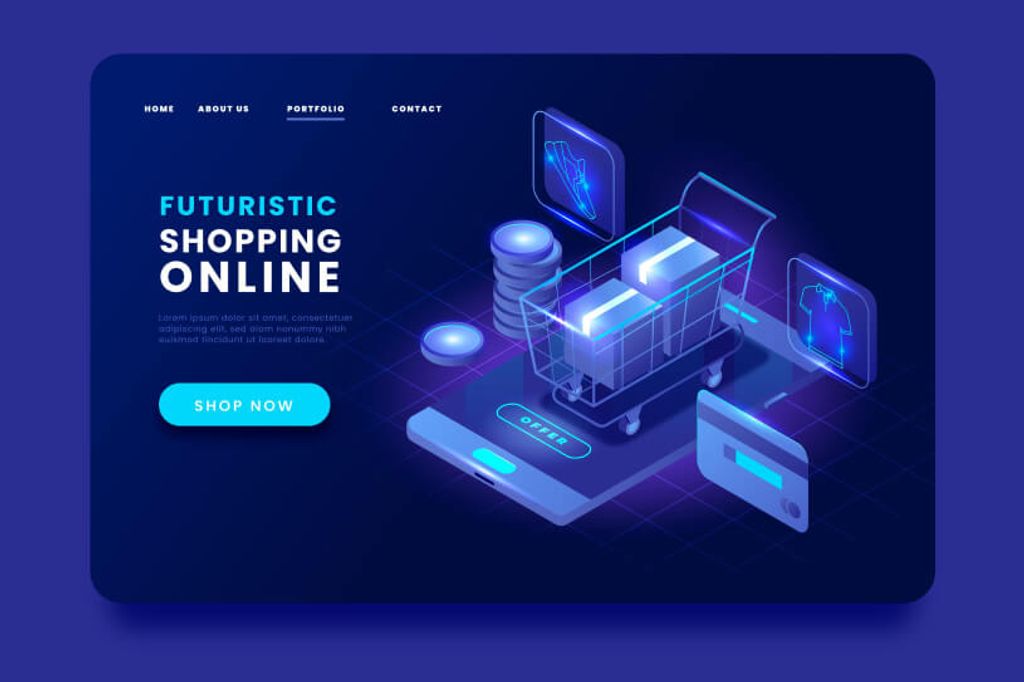 HOME ABOUT US PORTFOLIO CONTACT
FUTURISTIC
SHOPPING
ONLINE
Lorem ipsum dolor sit amet, consectetuer
adipiscing elit, sed diam nonummy nibh
euismod tincidunt ut laoreet dolore.
SHOP NOW
OFFER